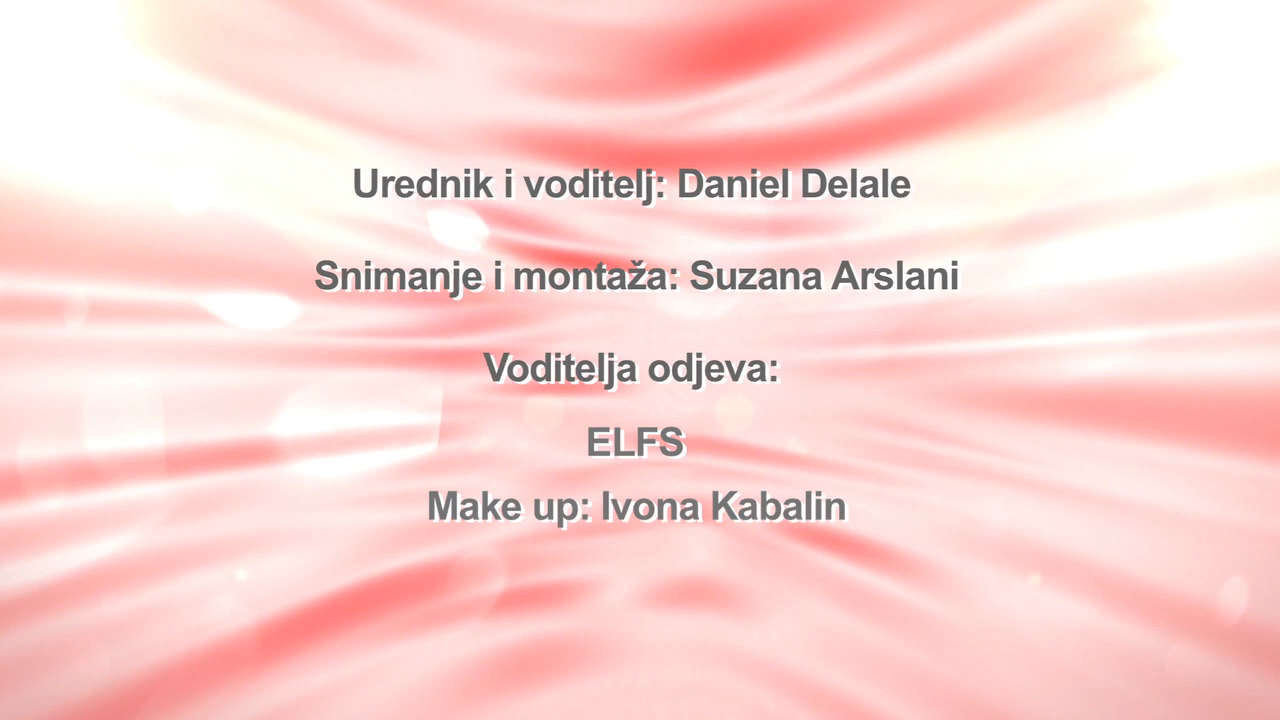 Urednik i voditelj: Daniel Delale
Snimanje i montaža: Suzana Arslani
Voditelja odjeva:
ELFS
Make up: Ivona Kabalin